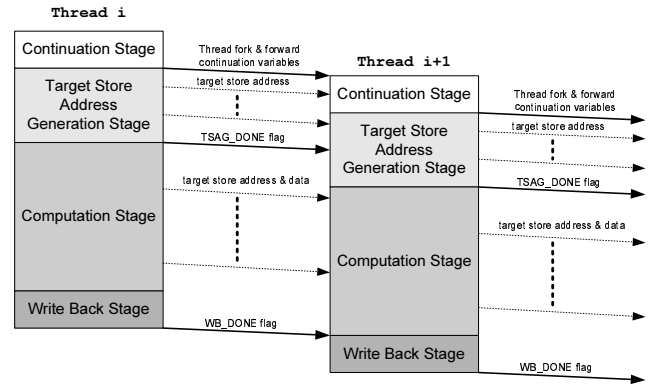 Thread i
Continuation Stage
Target Store
Address
Generation Stage
Computation Stage
Write Back Stage
Thread fork & forward
continuation variables
target store address
TSAG_DONE flag
target store address & data
WB_DONE flag
Thread i+1
Continuation Stage
Target Store
Address
Generation Stage
Computation Stage
Write Back Stage
Thread fork & forward
continuation variables
target store address
TSAG_DONE flag
target store address & data
WB_DONE flag